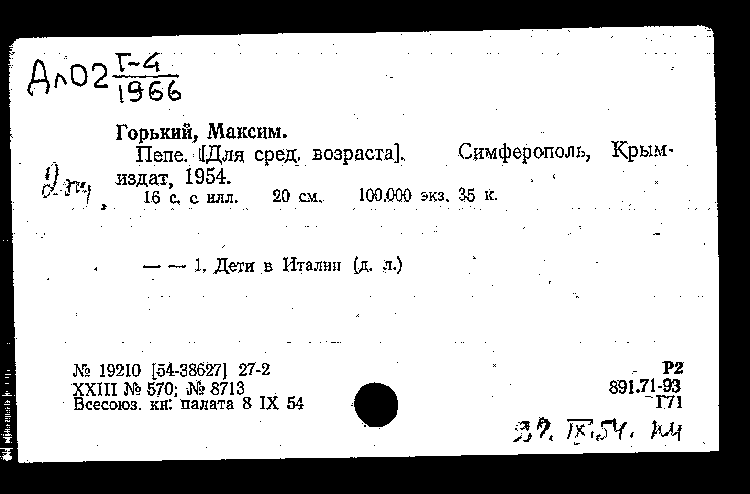 Дл02 Г-4
1966
Горький, Максим.
Пепе. [Для сред. возраста]. Симферополь, Крым-
издат, 1954.
16 с. с илл. 20 см. 100.000 экз. 35 к.
— — 1. Дети в Италии (д. л.)
№ 19210 [54-38627] 27-2
Р2
XXIII № 570; № 8713
891.71-93
Всесоюз. кн. палата 8 IX 54
Г71
IX.54.